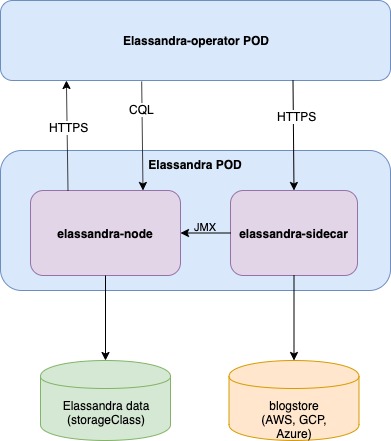 Elassandra-operator POD
HTTPS
CQL
HTTPS
Elassandra POD
elassandra-node
JMX
elassandra-sidecar
Elassandra data
(storageClass)
blogstore
(AWS, GCP,
Azure)